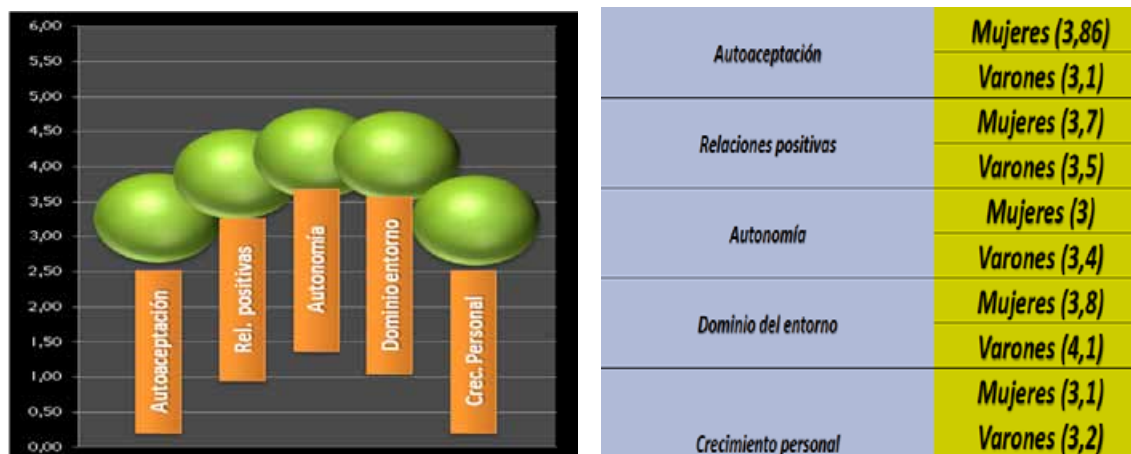 6,00
5,50
5,00
4,50
4,00
3,50
3,00
2,50
2,00
1,50
1,00
0,50
0,00
Autoaceptación
Rel. positivas
Autonomía
Dominio entorno
Crec. Personal
Autoaceptación
Mujeres (3,86)
Varones (3,1)
Relaciones positivas
Mujeres (3,7)
Varones (3,5)
Autonomía
Mujeres (3)
Varones (3,4)
Dominio del entorno
Mujeres (3,8)
Varones (4,1)
Crecimiento personal
Mujeres (3,1)
Varones (3,2)